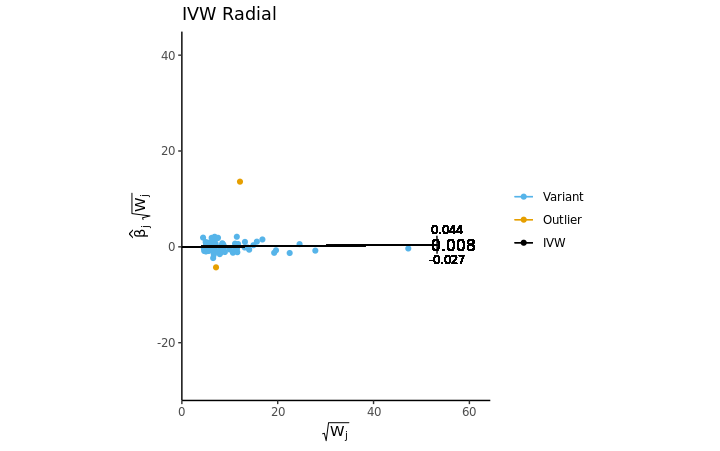 IVW Radial
40
20
0
-20
β̂j √Wj
0.044
0.008
-0.027
Variant
Outlier
IVW
0
20
40
60
√Wj